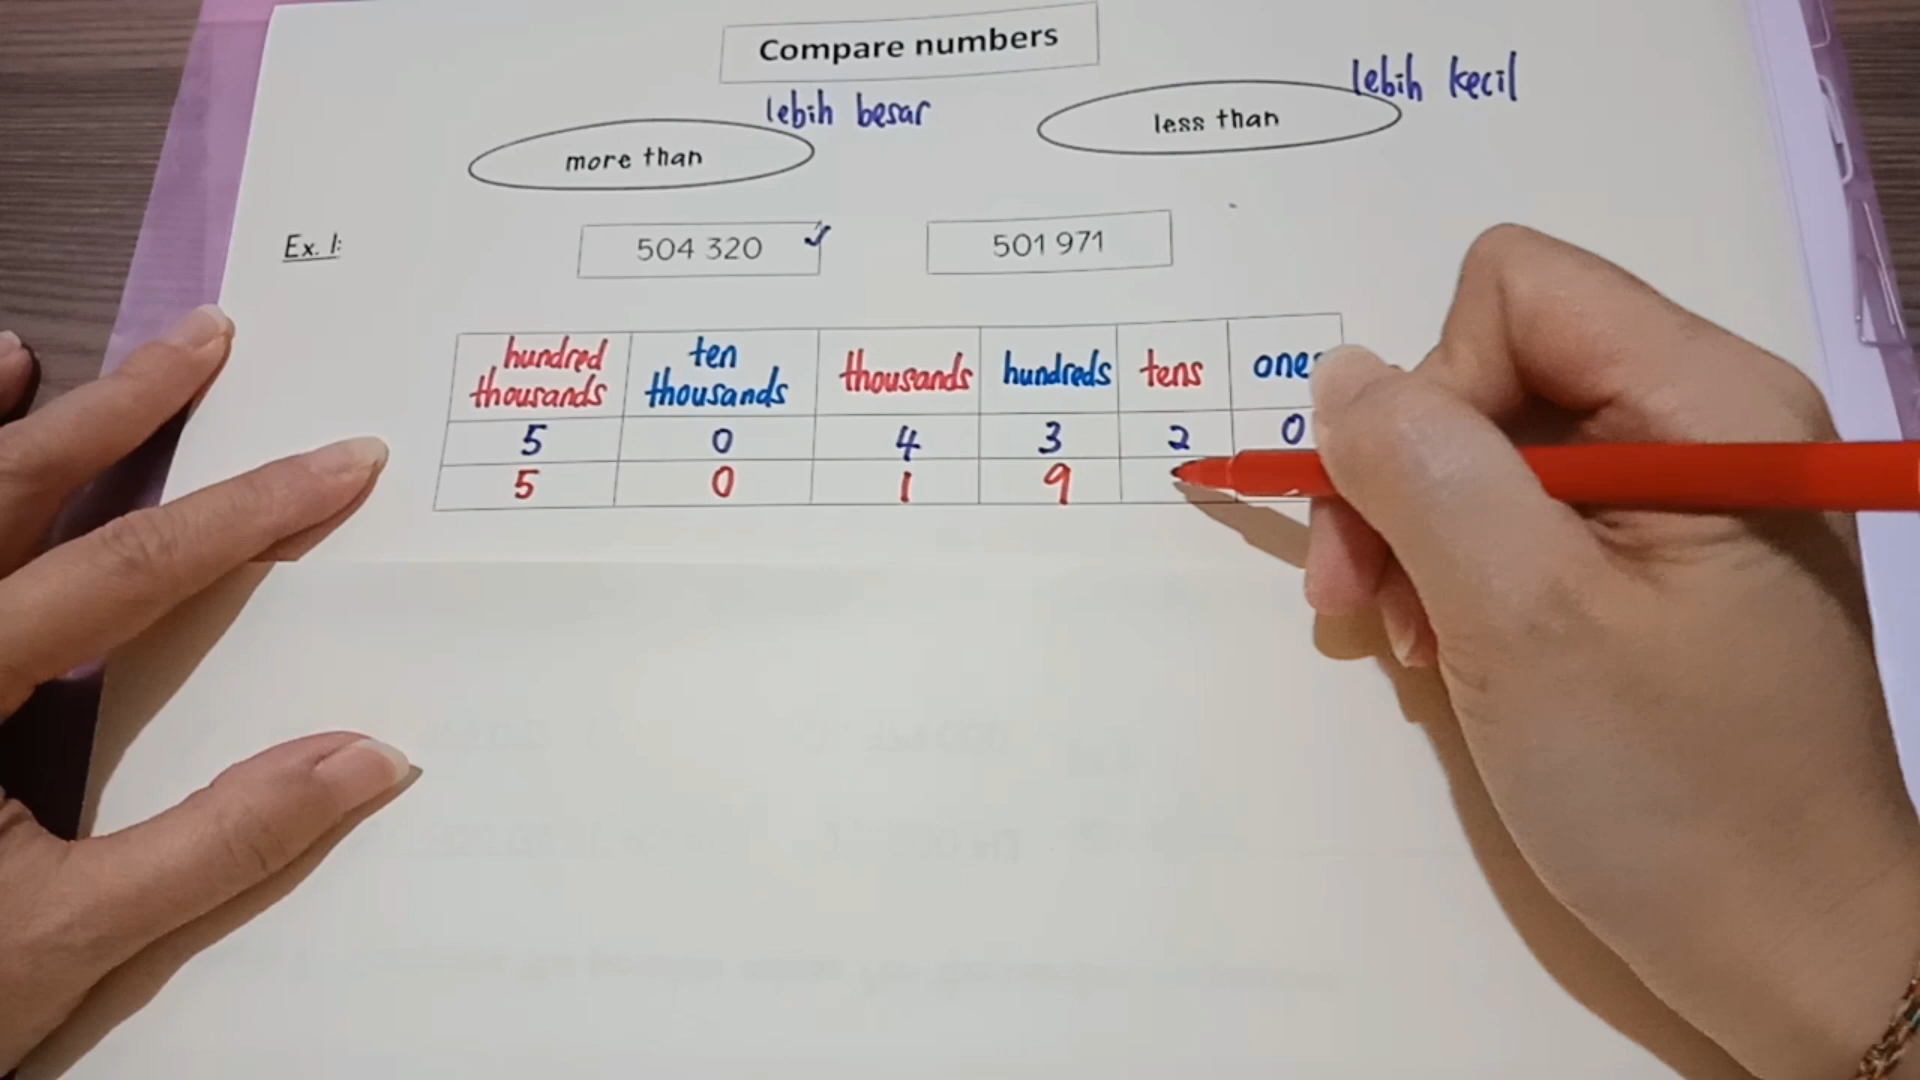 Compare numbers
lebih besar
lebih kecil
more than
less than
Ex. 1:
504 320
501 971
hundred thousands
ten thousands
thousands
hundreds
tens
one
5 0 4 3 2 0
5 0 1 9